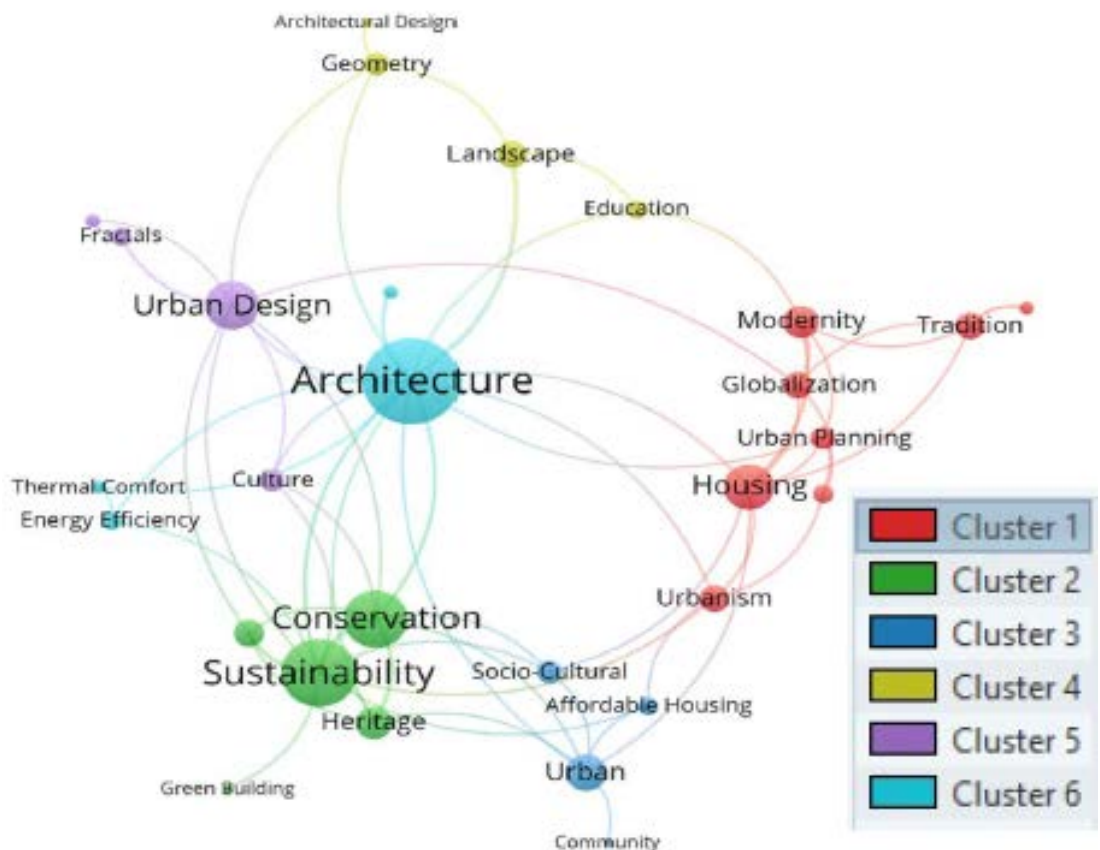 Architectural Design
Geometry
Landscape
Education
Fractals
Urban Design
Modernity
Tradition
Architecture
Globalization
Urban Planning
Culture
Housing
Thermal Comfort
Energy Efficiency
Urbanism
Conservation
Sustainability
Socio-Cultural
Affordable Housing
Heritage
Urban
Green Building
Community
Cluster 1
Cluster 2
Cluster 3
Cluster 4
Cluster 5
Cluster 6